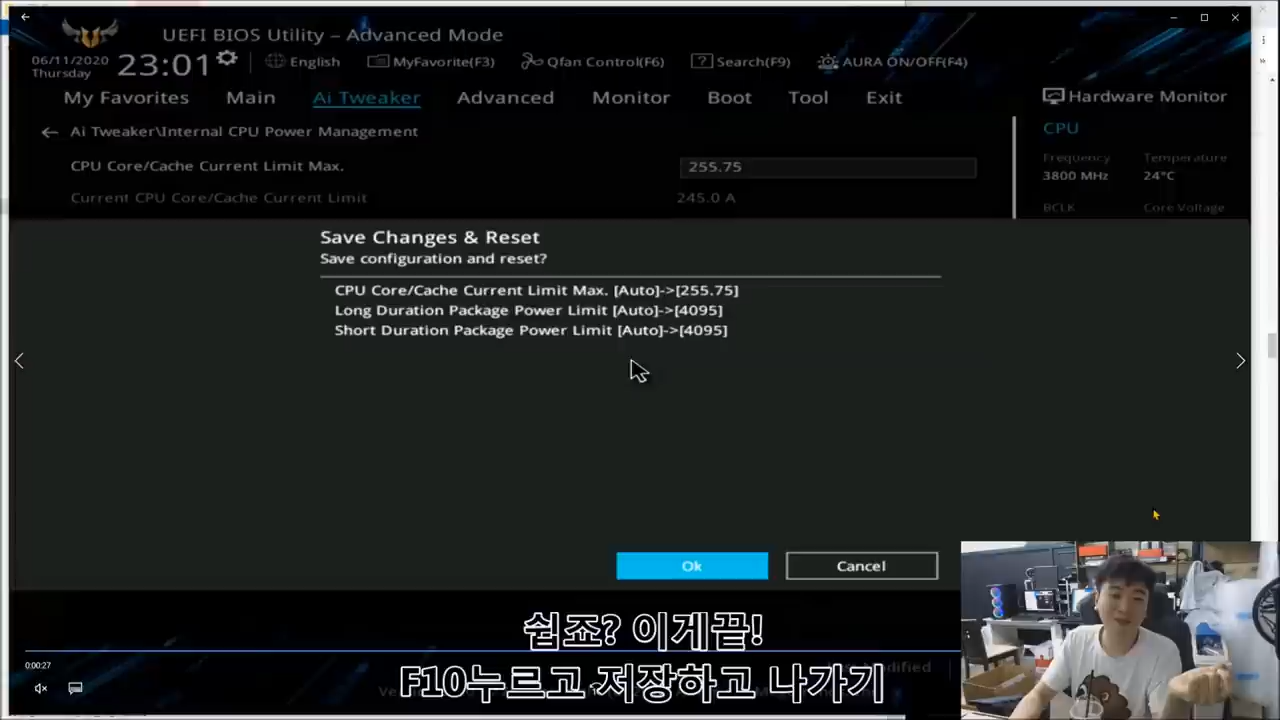 UEFI BIOS Utility – Advanced Mode
06/11/2020
Thursday
23:01
English
MyFavorite(F3)
Qfan Control(F6)
Search(F9)
AURA ON/OFF(F4)
My Favorites
Main
Ai Tweaker
Advanced
Monitor
Boot
Tool
Exit
Hardware Monitor
Ai Tweaker\Internal CPU Power Management
CPU
CPU Core/Cache Current Limit Max.
255.75
Frequency
Temperature
3800 MHz
24°C
Current CPU Core/Cache Current Limit
245.0 A
BCLK
Core Voltage
Save Changes & Reset
Save configuration and reset?
CPU Core/Cache Current Limit Max. [Auto]->[255.75]
Long Duration Package Power Limit [Auto]->[4095]
Short Duration Package Power Limit [Auto]->[4095]
Ok
Cancel
쉽죠? 이게끝!
F10누르고 저장하고 나가기
0:00:27